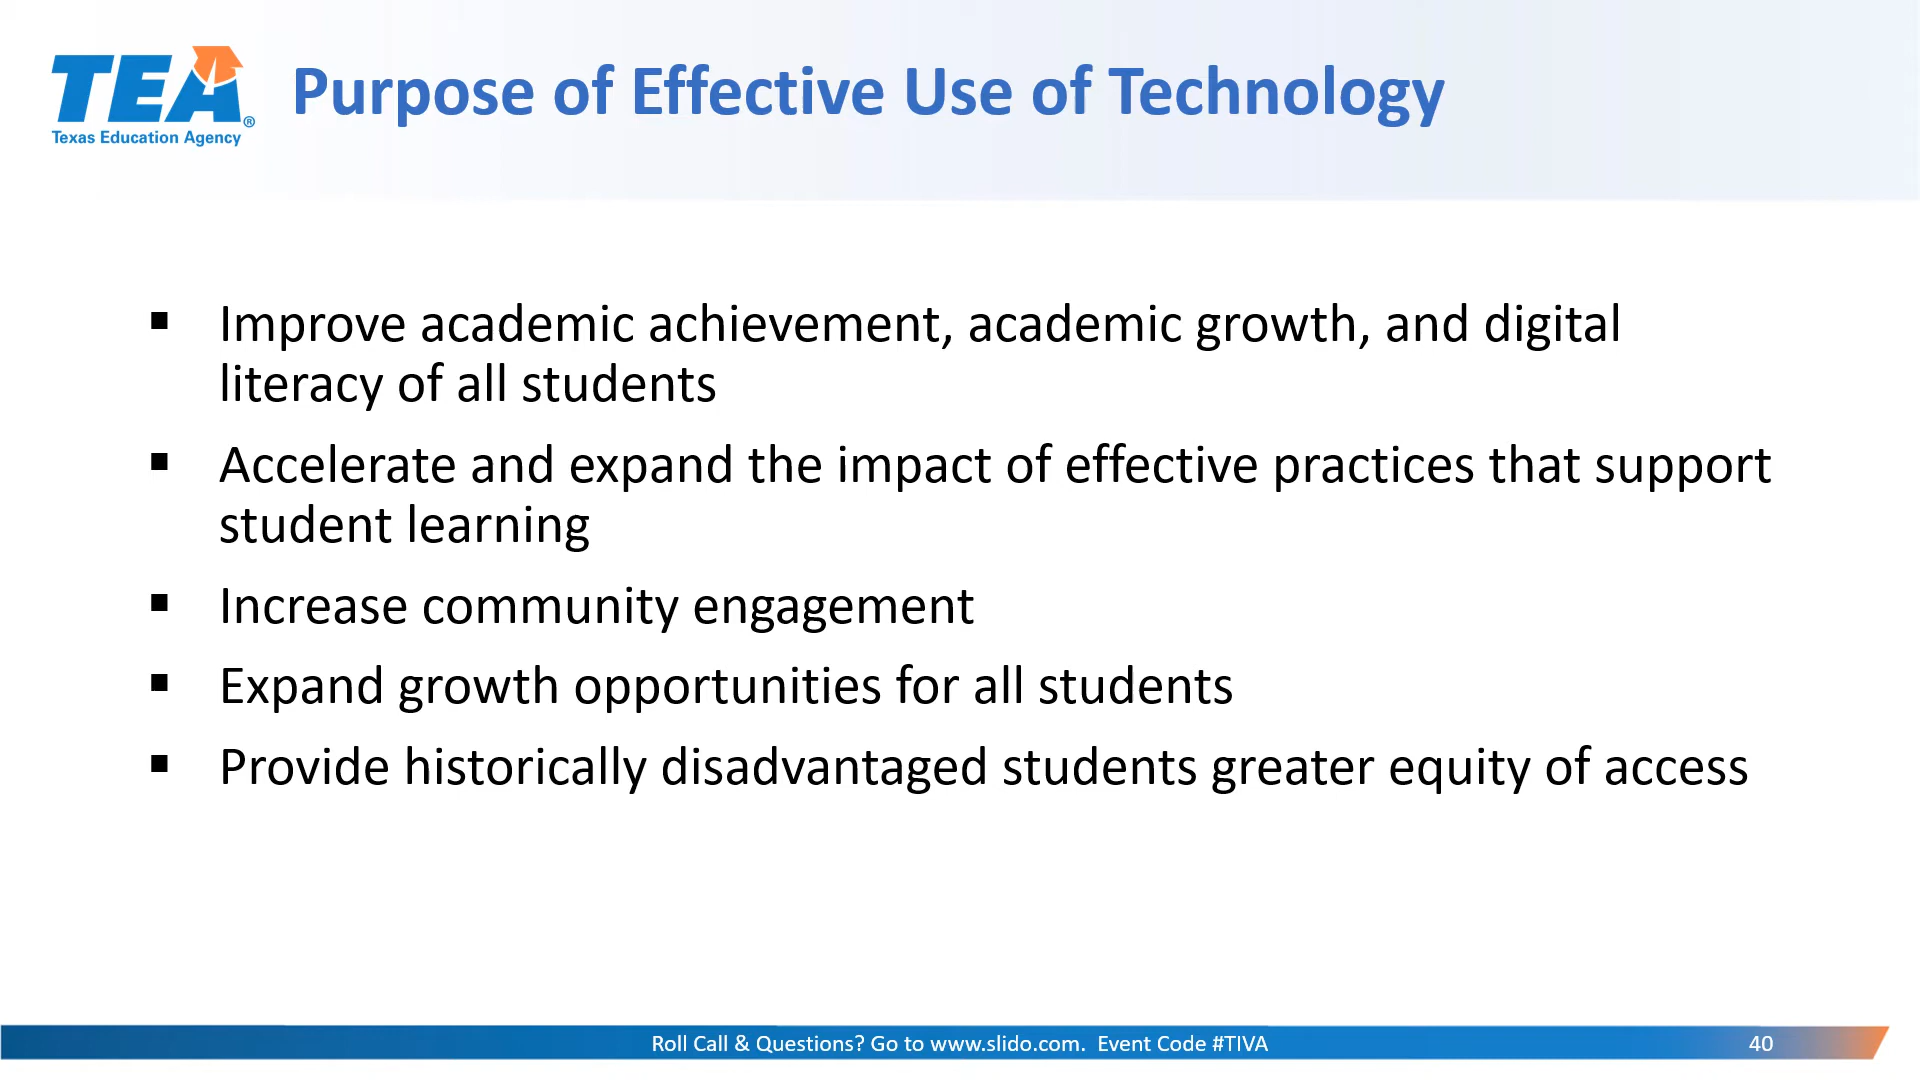 TEA®
Texas Education Agency
Purpose of Effective Use of Technology
▪ Improve academic achievement, academic growth, and digital
literacy of all students
▪ Accelerate and expand the impact of effective practices that support
student learning
▪ Increase community engagement
▪ Expand growth opportunities for all students
▪ Provide historically disadvantaged students greater equity of access
Roll Call & Questions? Go to www.slido.com.  Event Code #TIVA
40